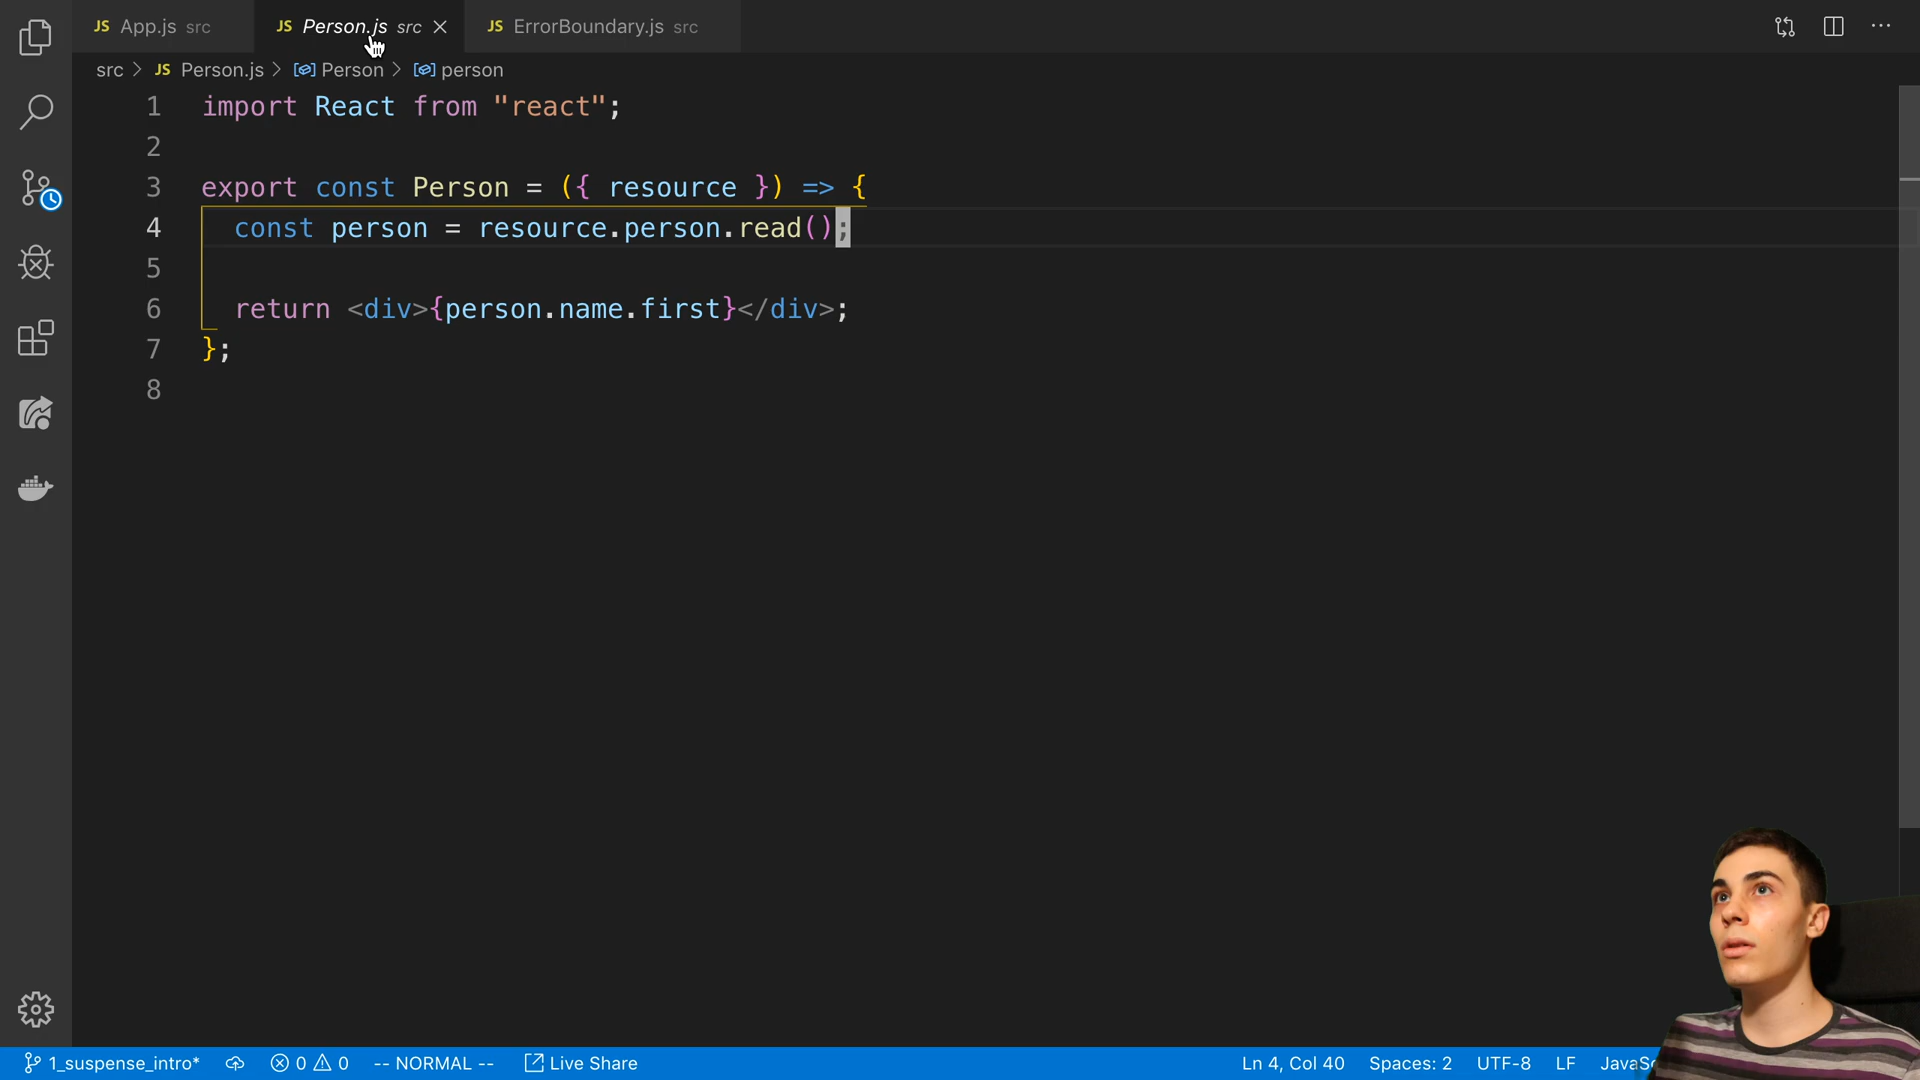 JS App.js src
JS Person.js src
JS ErrorBoundary.js src
src > JS Person.js > Person > person
1 import React from "react";
2
3 export const Person = ({ resource }) => {
4 const person = resource.person.read();
5
6 return <div>{person.name.first}</div>;
7 };
8
1_suspense_intro* 0 0 -- NORMAL -- Live Share Ln 4, Col 40 Spaces: 2 UTF-8 LF